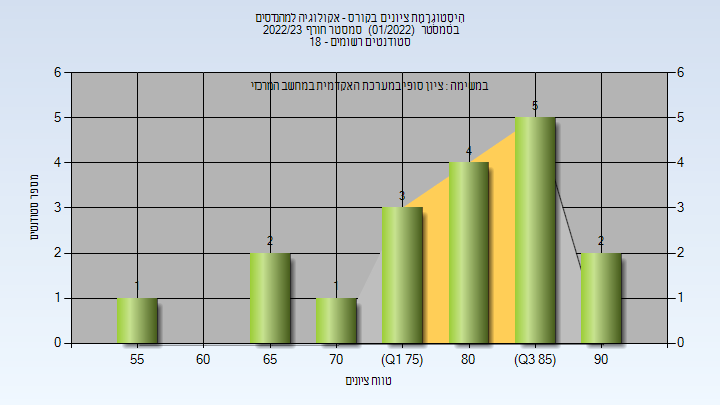 הִיסְטוֹגְרַמַת ציונים בקורס - אקולוגיה למהנדסים
בסמסטר (01/2022) סמסטר חורף 2022/23
סטודנטים רשומים - 18
במשימה : ציון סופי במערכת האקדמית במחשב המרכזי
מספר סטודנטים
6 6
5 5 5
4 4 4
3 3 3
2 2 2 2
1 1 1 1
0 0
55 60 65 70 (Q1 75) 80 (Q3 85) 90
טווח ציונים